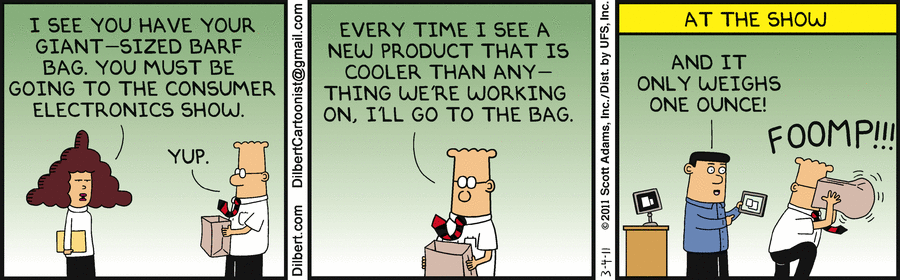 I SEE YOU HAVE YOUR
GIANT-SIZED BARF
BAG. YOU MUST BE
GOING TO THE CONSUMER
ELECTRONICS SHOW.
YUP.
Dilbert.com DilbertCartoonist@gmail.com
EVERY TIME I SEE A
NEW PRODUCT THAT IS
COOLER THAN ANY-
THING WE'RE WORKING
ON, I'LL GO TO THE BAG.
3-4-11 ©2011 Scott Adams, Inc./Dist. by UFS, Inc.
AT THE SHOW
AND IT
ONLY WEIGHS
ONE OUNCE!
FOOMP!!!